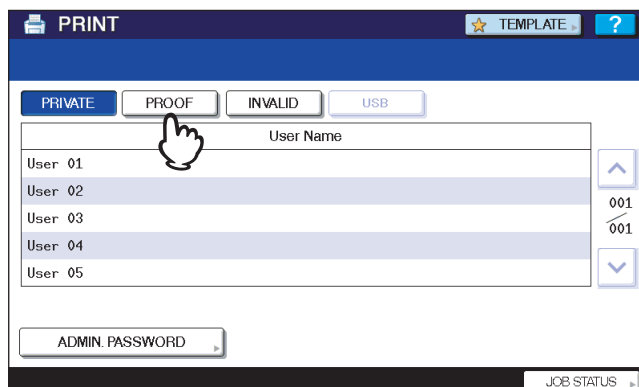 PRINT
TEMPLATE
?
PRIVATE PROOF INVALID USB
User Name
User 01
User 02
User 03
User 04
User 05
001
001
ADMIN. PASSWORD
JOB STATUS